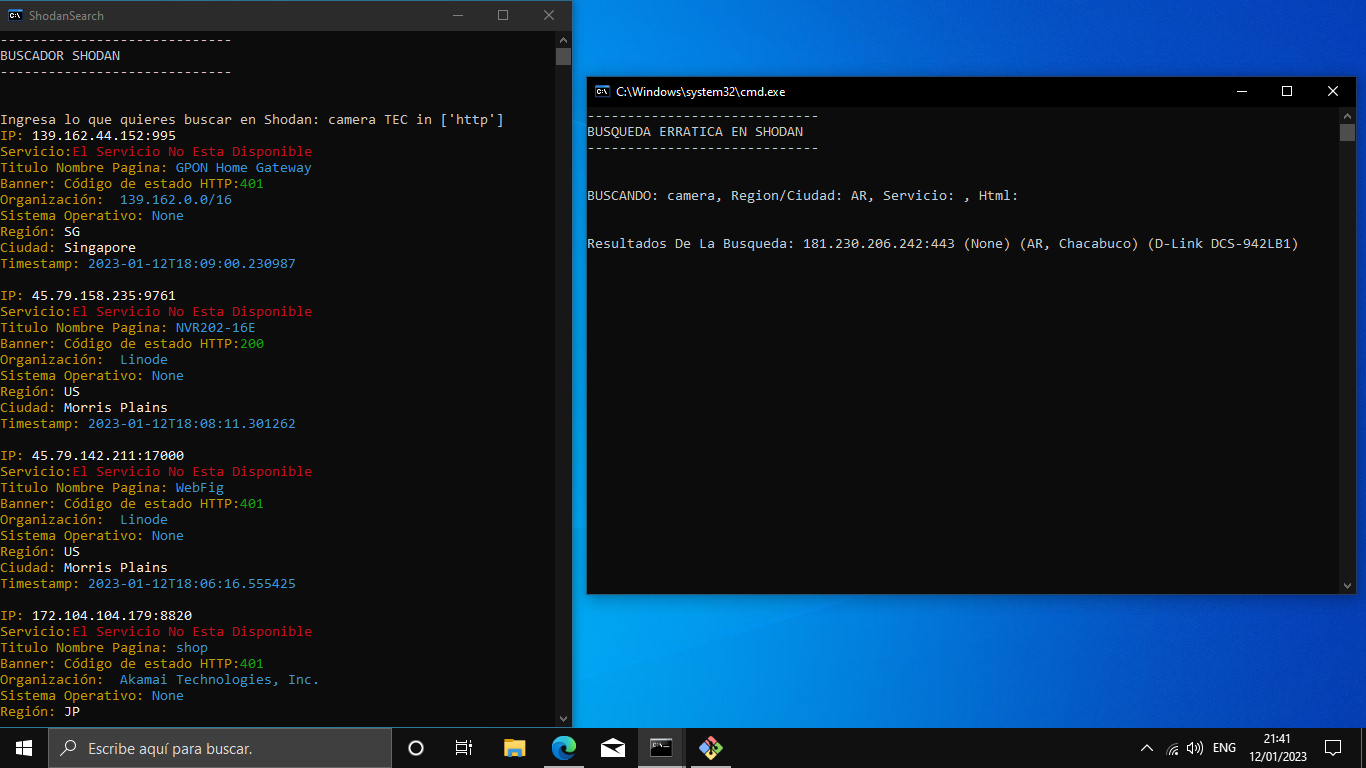 ShodanSearch
-----------------------------
BUSCADOR SHODAN
-----------------------------
Ingresa lo que quieres buscar en Shodan: camera TEC in ['http']
IP: 139.162.44.152:995
Servicio:El Servicio No Esta Disponible
Titulo Nombre Pagina: GPON Home Gateway
Banner: Código de estado HTTP:401
Organización:  139.162.0.0/16
Sistema Operativo: None
Región: SG
Ciudad: Singapore
Timestamp: 2023-01-12T18:09:00.230987
IP: 45.79.158.235:9761
Servicio:El Servicio No Esta Disponible
Titulo Nombre Pagina: NVR202-16E
Banner: Código de estado HTTP:200
Organización:  Linode
Sistema Operativo: None
Región: US
Ciudad: Morris Plains
Timestamp: 2023-01-12T18:08:11.301262
IP: 45.79.142.211:17000
Servicio:El Servicio No Esta Disponible
Titulo Nombre Pagina: WebFig
Banner: Código de estado HTTP:401
Organización:  Linode
Sistema Operativo: None
Región: US
Ciudad: Morris Plains
Timestamp: 2023-01-12T18:06:16.555425
IP: 172.104.104.179:8820
Servicio:El Servicio No Esta Disponible
Titulo Nombre Pagina: shop
Banner: Código de estado HTTP:401
Organización:  Akamai Technologies, Inc.
Sistema Operativo: None
Región: JP
C:\Windows\system32\cmd.exe
-----------------------------
BUSQUEDA ERRATICA EN SHODAN
-----------------------------
BUSCANDO: camera, Region/Ciudad: AR, Servicio: , Html:
Resultados De La Busqueda: 181.230.206.242:443 (None) (AR, Chacabuco) (D-Link DCS-942LB1)
Escribe aquí para buscar.
ENG
21:41
12/01/2023